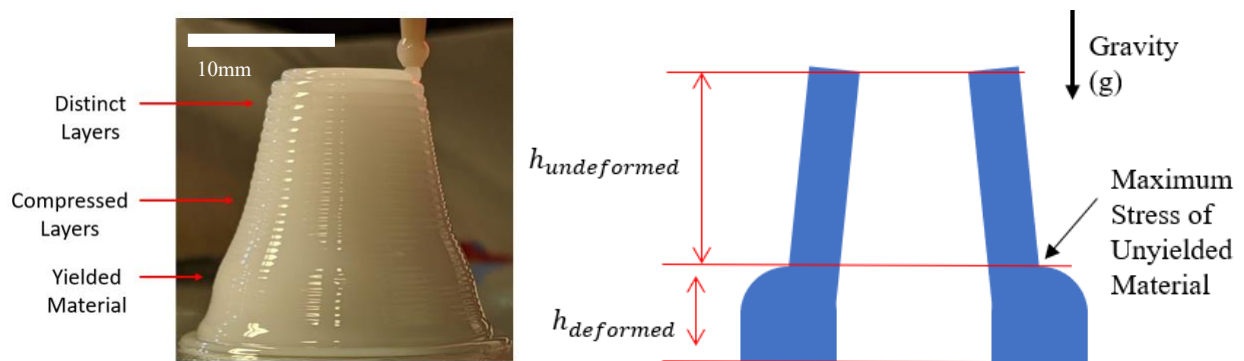 10mm
Distinct
Layers
Compressed
Layers
Yielded
Material
Gravity
(g)
h_undeformed
Maximum
Stress of
Unyielded
Material
h_deformed